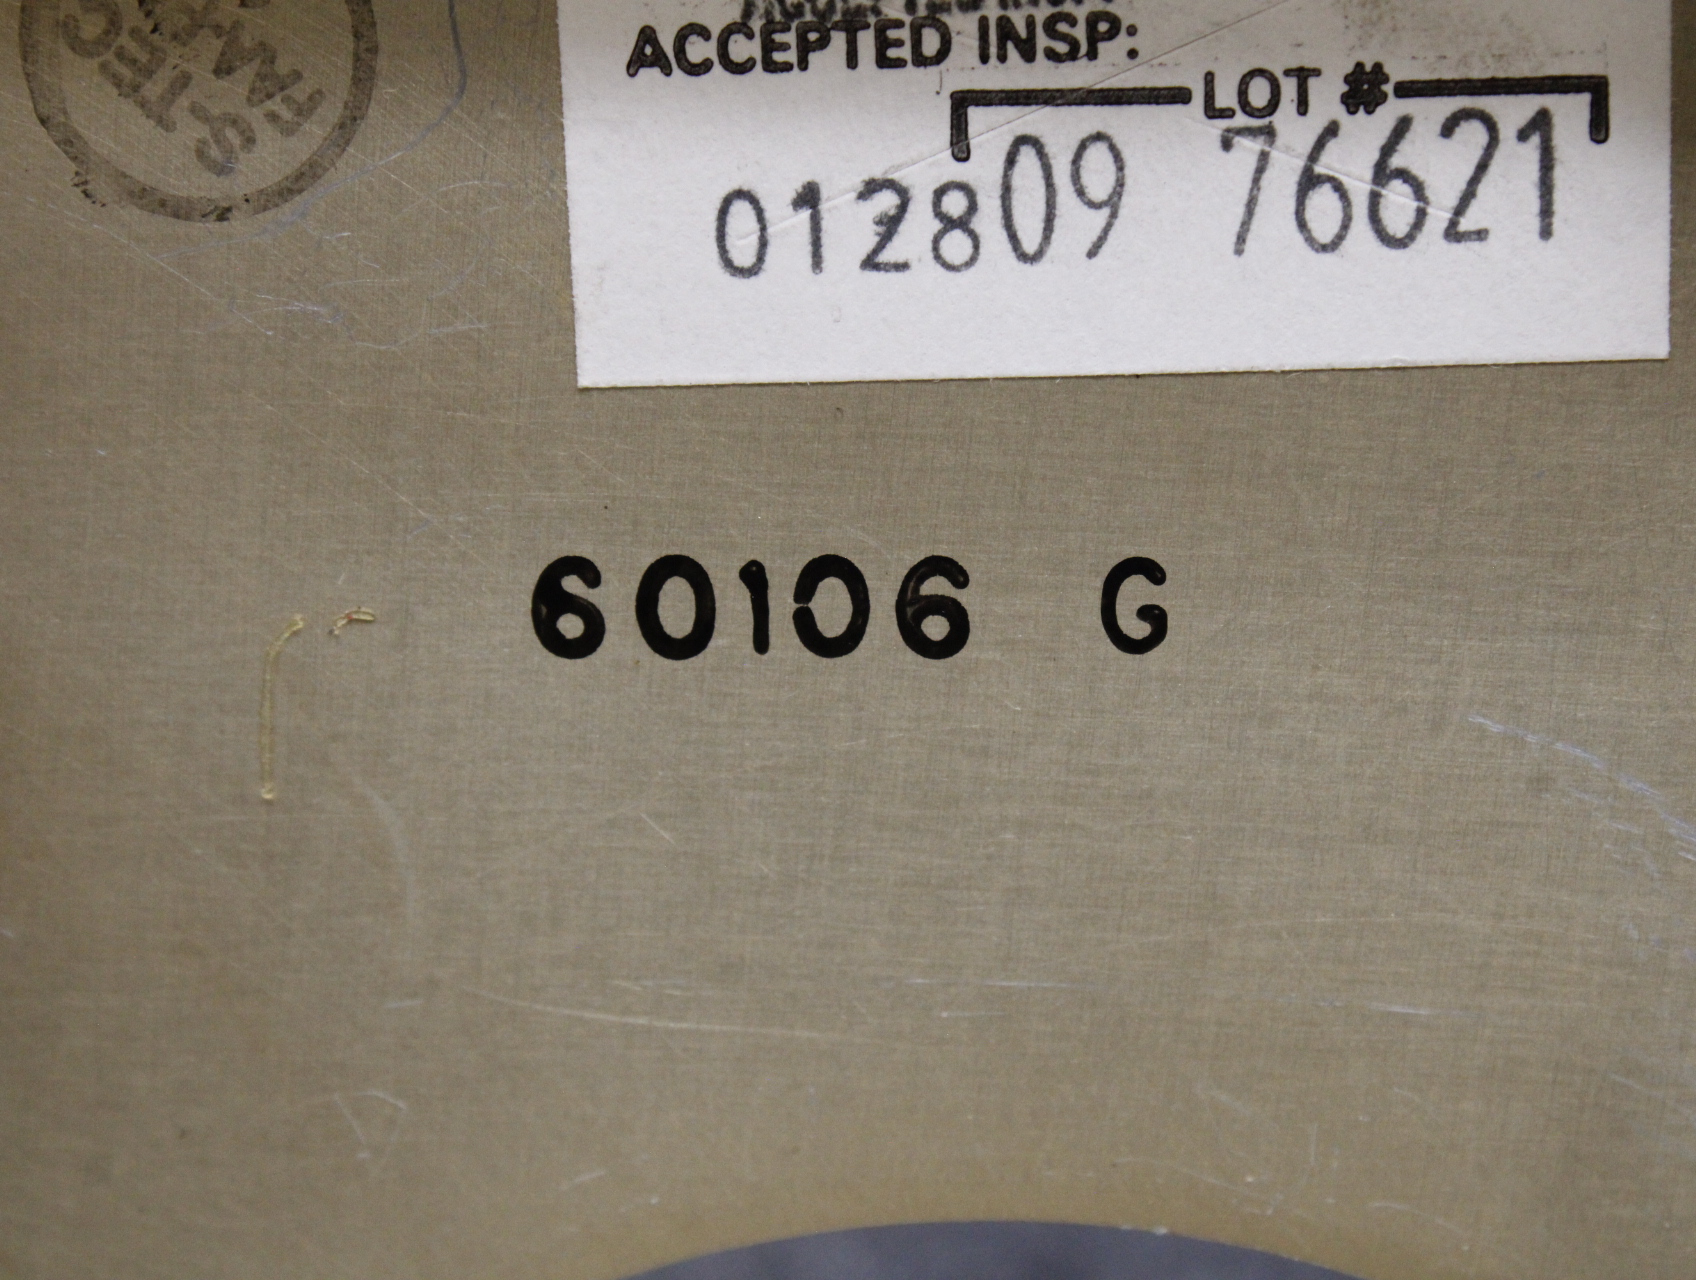 ACCEPTED INSP:
LOT #
012809 76621
60106 G